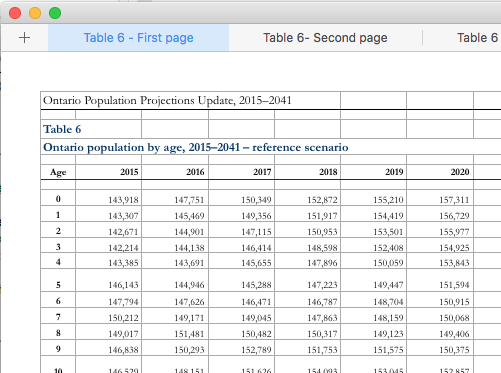 + Table 6 - First page Table 6- Second page Table 6
Ontario Population Projections Update, 2015–2041
Table 6
Ontario population by age, 2015–2041 – reference scenario
Age 2015 2016 2017 2018 2019 2020
0 143,918 147,751 150,349 152,872 155,210 157,311
1 143,307 145,469 149,356 151,917 154,419 156,729
2 142,671 144,901 147,115 150,953 153,501 155,977
3 142,214 144,138 146,414 148,598 152,408 154,925
4 143,385 143,691 145,655 147,896 150,059 153,843
5 146,143 144,946 145,288 147,223 149,447 151,594
6 147,794 147,626 146,471 146,787 148,704 150,915
7 150,212 149,171 149,045 147,863 148,159 150,068
8 149,017 151,481 150,482 150,317 149,123 149,406
9 146,838 150,293 152,789 151,753 151,575 150,375
10 146,529 148,151 151,626 154,093 153,045 152,857